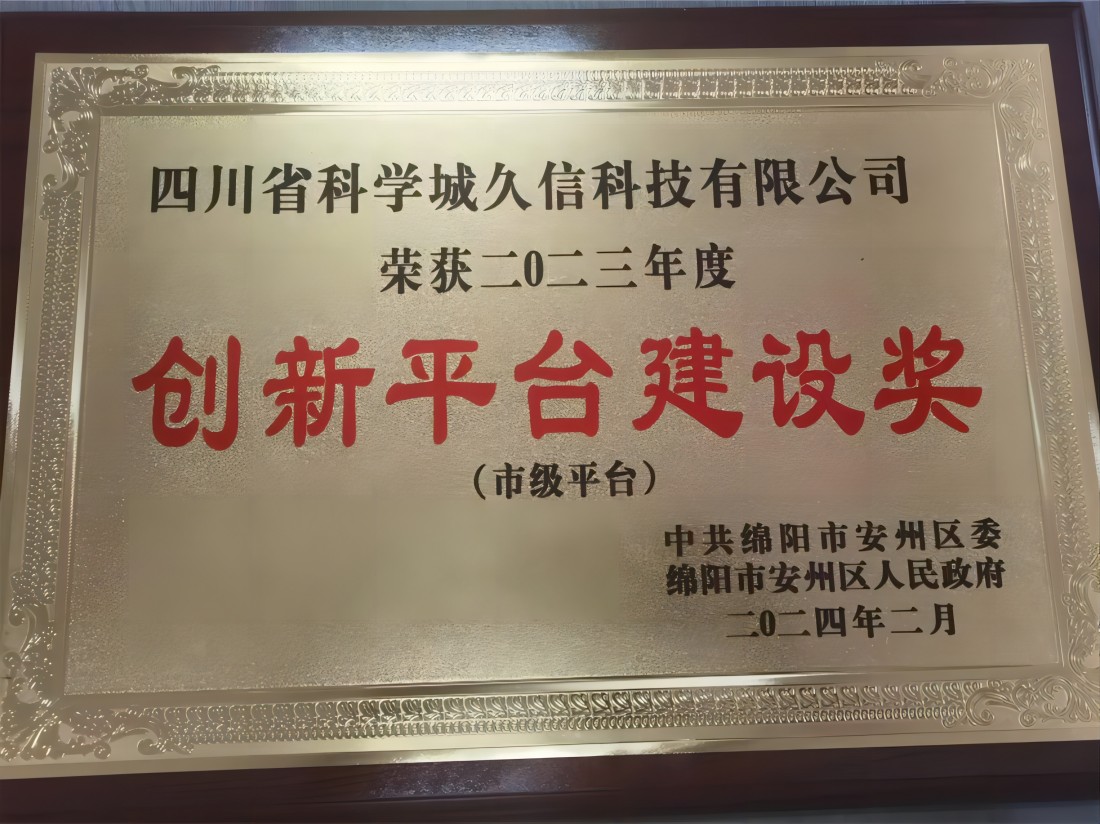 四川省科学城久信科技有限公司
荣获二0二三年度
创新平台建设奖
（市级平台）
中共绵阳市安州区委
绵阳市安州区人民政府
二0二四年二月